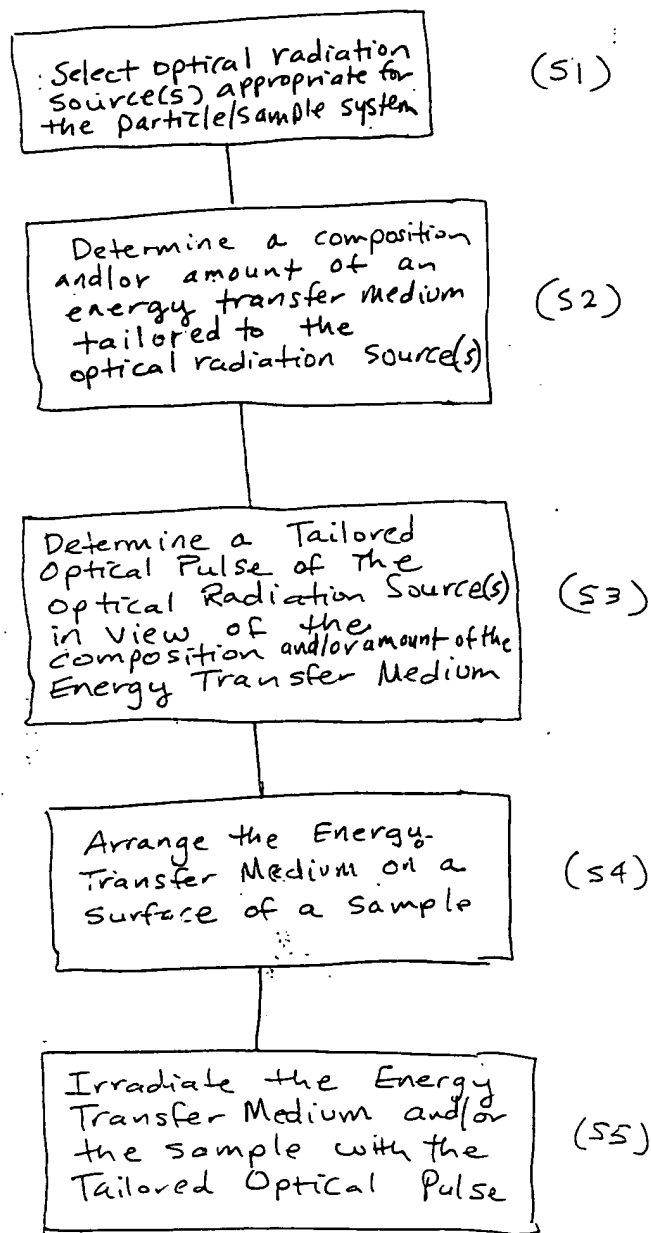 Select optical radiation
source(s) appropriate for
the particle/sample system
(S1)
Determine a composition
and/or amount of an
energy transfer medium
tailored to the
optical radiation source(s)
(S2)
Determine a Tailored
Optical Pulse of The
Optical Radiation Source(s)
in view of the
composition and/or amount of the
Energy Transfer Medium
(S3)
Arrange the Energy-
Transfer Medium on a
Surface of a Sample
(S4)
Irradiate the Energy
Transfer Medium and/or
the sample with the
Tailored Optical Pulse
(S5)